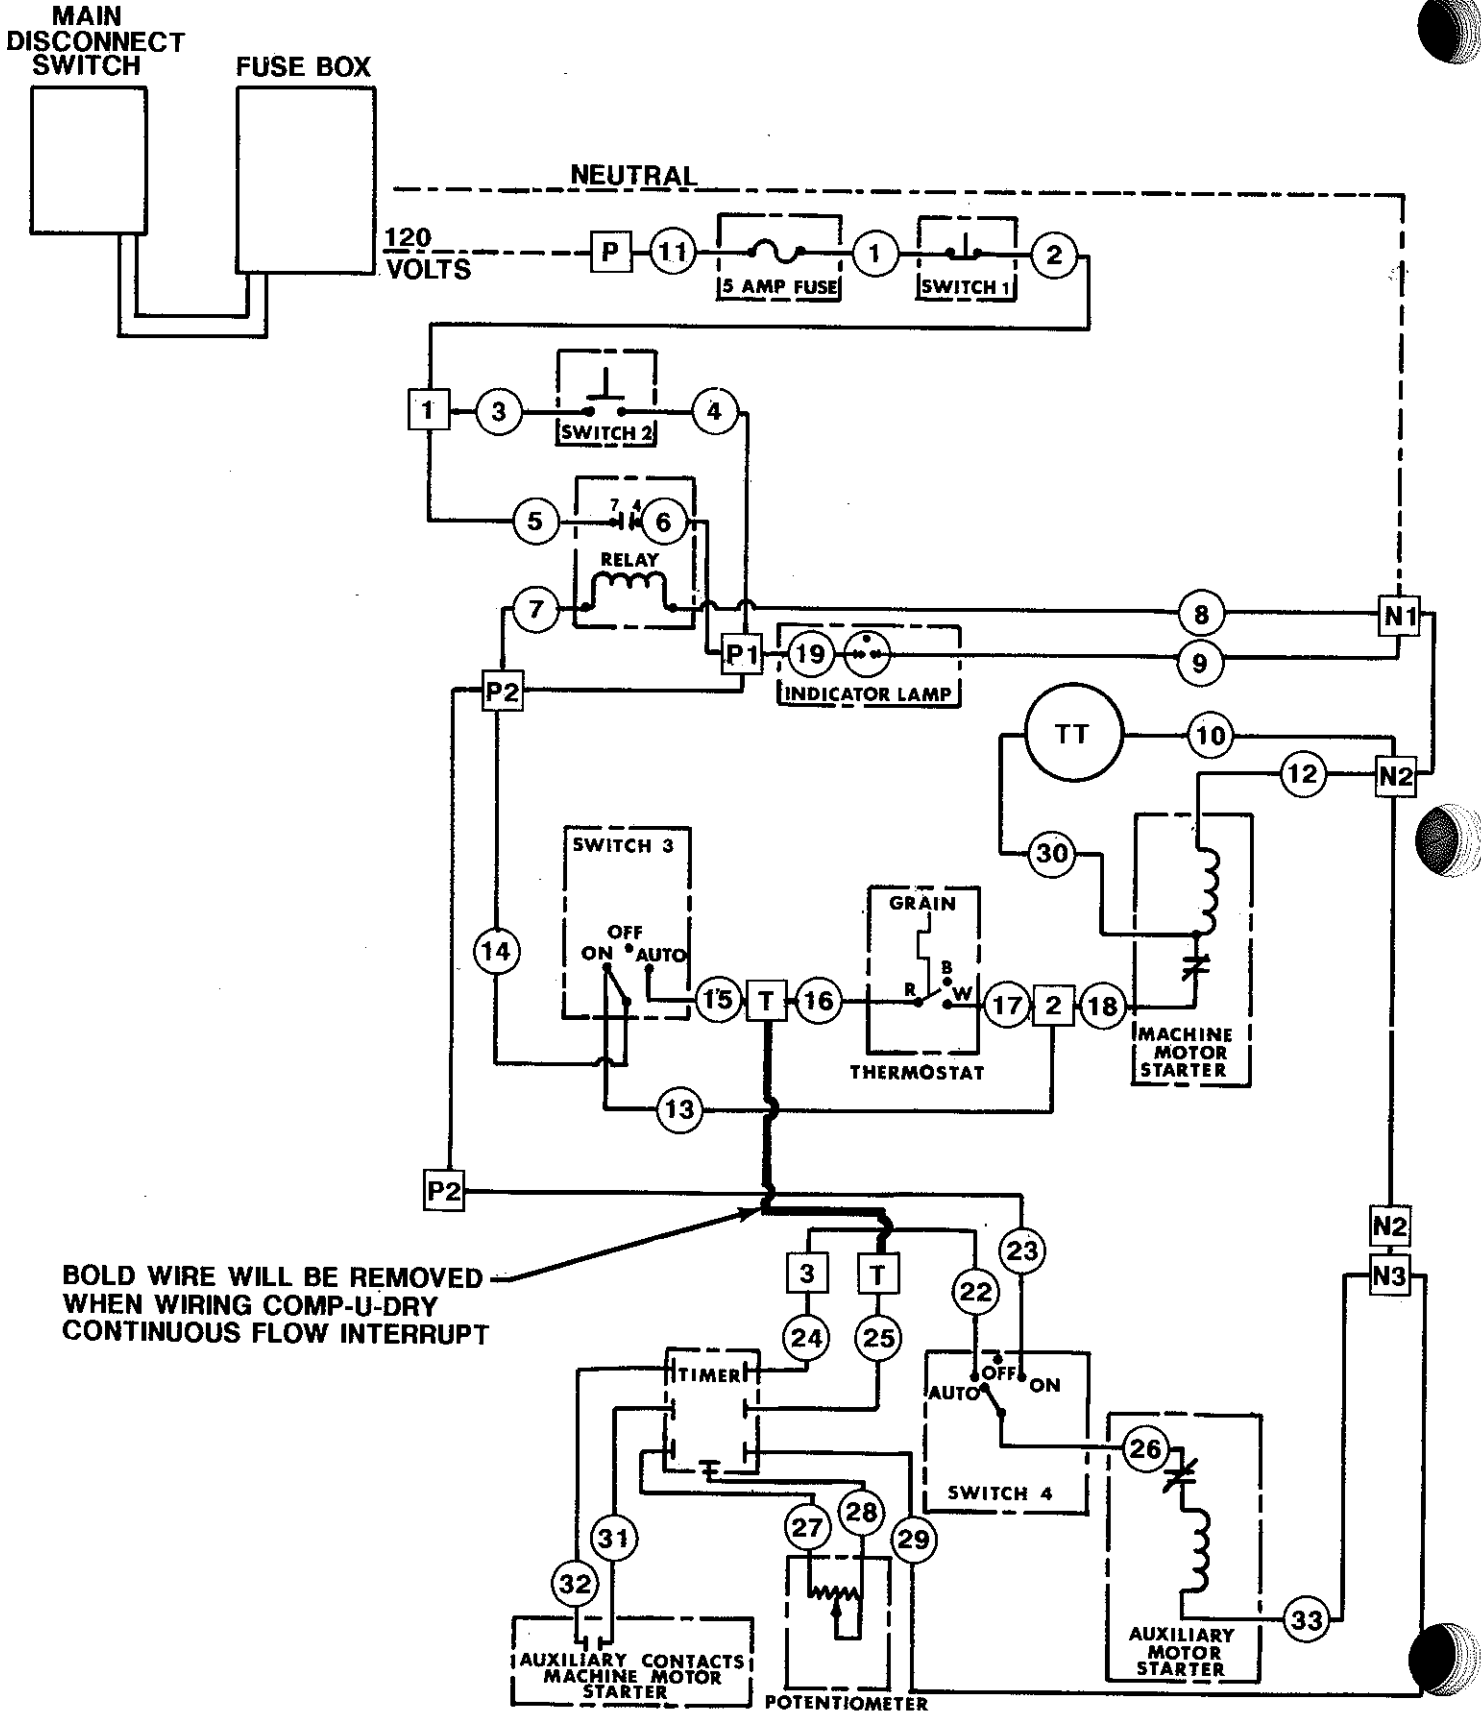 MAIN
DISCONNECT
SWITCH
FUSE BOX
NEUTRAL
120
VOLTS
P
11
5 AMP FUSE
1
SWITCH 1
2
1
3
SWITCH 2
4
5
7 4
6
RELAY
7
8
N1
P1
19
9
INDICATOR LAMP
P2
TT
10
12
N2
30
SWITCH 3
OFF
ON
AUTO
14
15
T
16
GRAIN
R
B
W
THERMOSTAT
17
2
18
MACHINE
MOTOR
STARTER
13
P2
N2
23
BOLD WIRE WILL BE REMOVED
WHEN WIRING COMP-U-DRY
CONTINUOUS FLOW INTERRUPT
3
T
22
N3
24
25
TIMER
OFF
AUTO
ON
26
SWITCH 4
27
28
29
31
32
33
AUXILIARY CONTACTS
MACHINE MOTOR
STARTER
POTENTIOMETER
AUXILIARY
MOTOR
STARTER